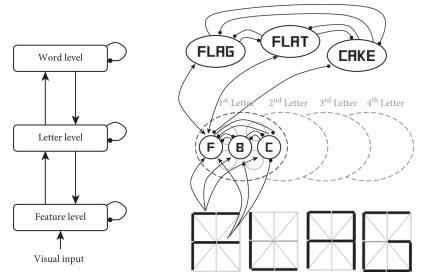 Word level
Letter level
Feature level
Visual input
FLAG FLAT CAKE
1st Letter 2nd Letter 3rd Letter 4th Letter
F B C
F L A G